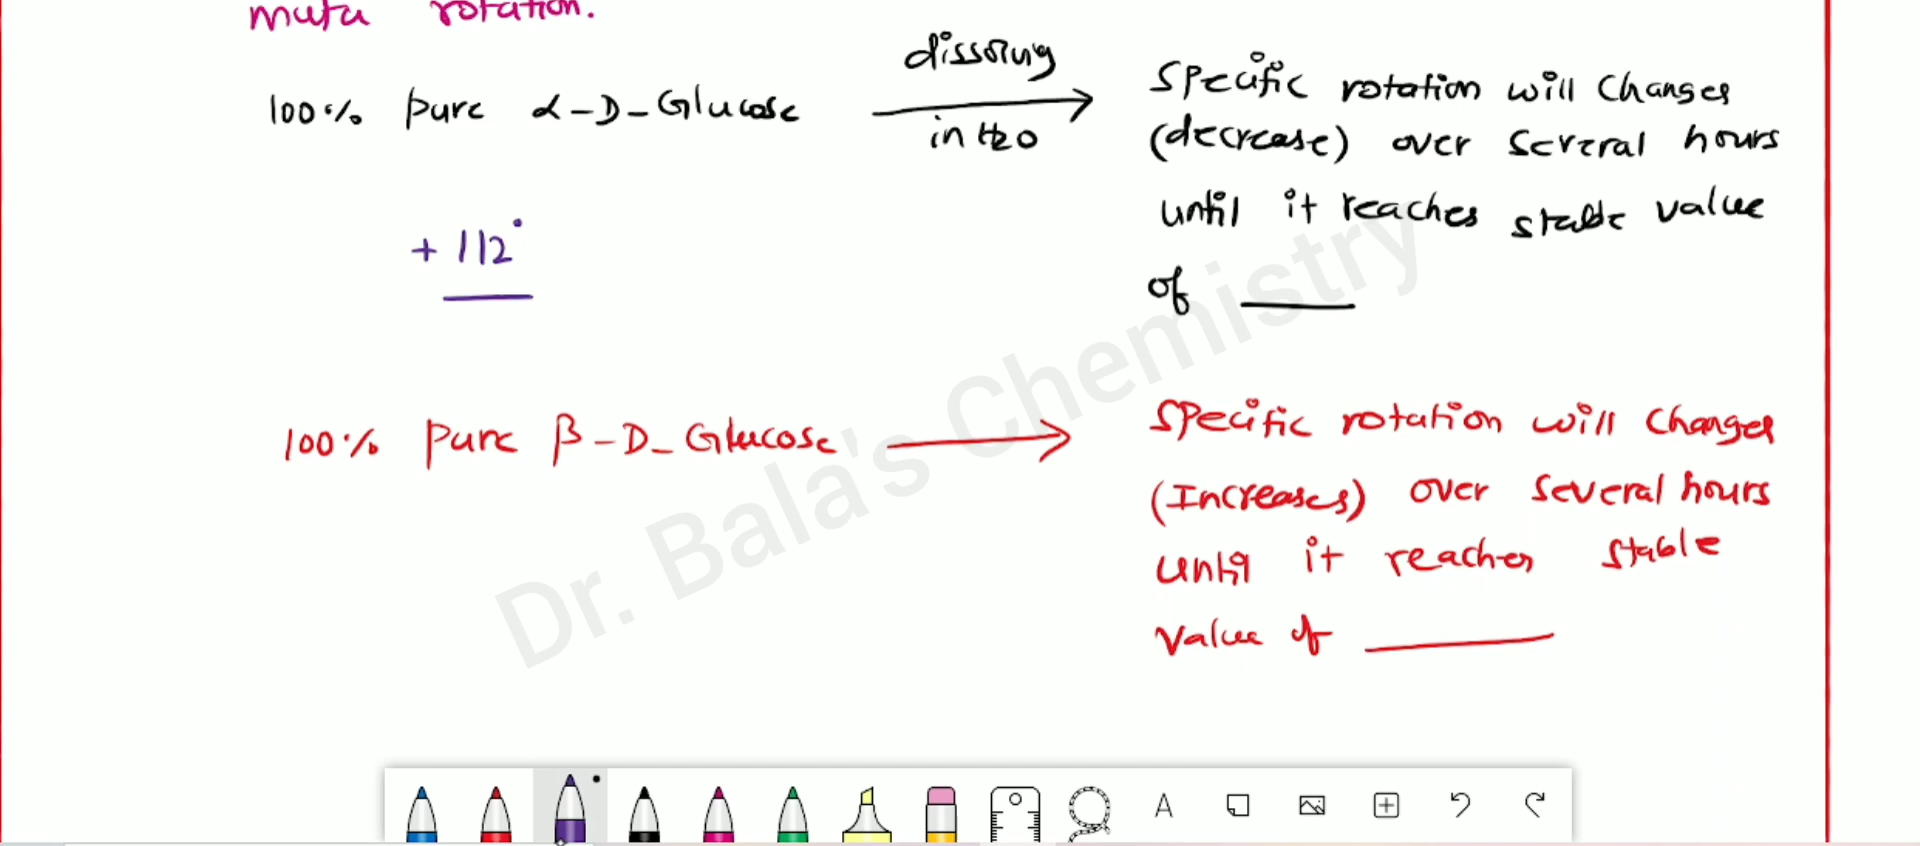 muta rotation.
100% pure α-D-Glucose
dissolving
in H2O
Specific rotation will Changes
(decrease) over Several hours
until it reaches stable value
of
+112°
100% pure β-D-Glucose
Specific rotation will Changes
(Increases) over several hours
until it reaches stable
value of
Dr. Bala's Chemistry
A